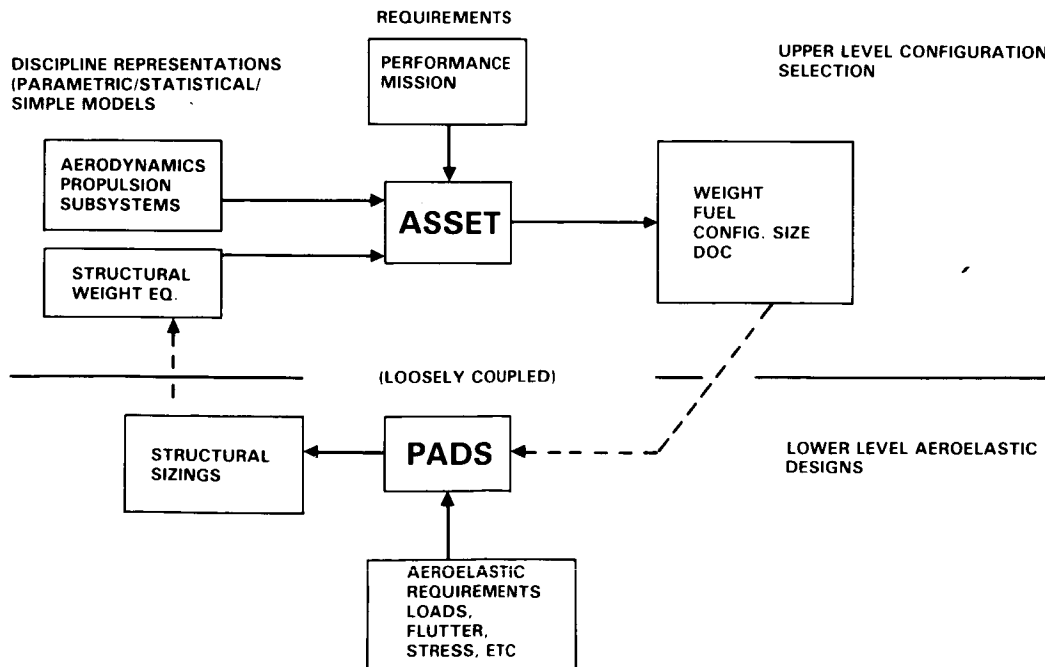 REQUIREMENTS
DISCIPLINE REPRESENTATIONS
(PARAMETRIC/STATISTICAL/
SIMPLE MODELS
PERFORMANCE
MISSION
UPPER LEVEL CONFIGURATION
SELECTION
AERODYNAMICS
PROPULSION
SUBSYSTEMS
ASSET
WEIGHT
FUEL
CONFIG. SIZE
DOC
STRUCTURAL
WEIGHT EQ.
(LOOSELY COUPLED)
STRUCTURAL
SIZINGS
PADS
LOWER LEVEL AEROELASTIC
DESIGNS
AEROELASTIC
REQUIREMENTS
LOADS,
FLUTTER,
STRESS, ETC